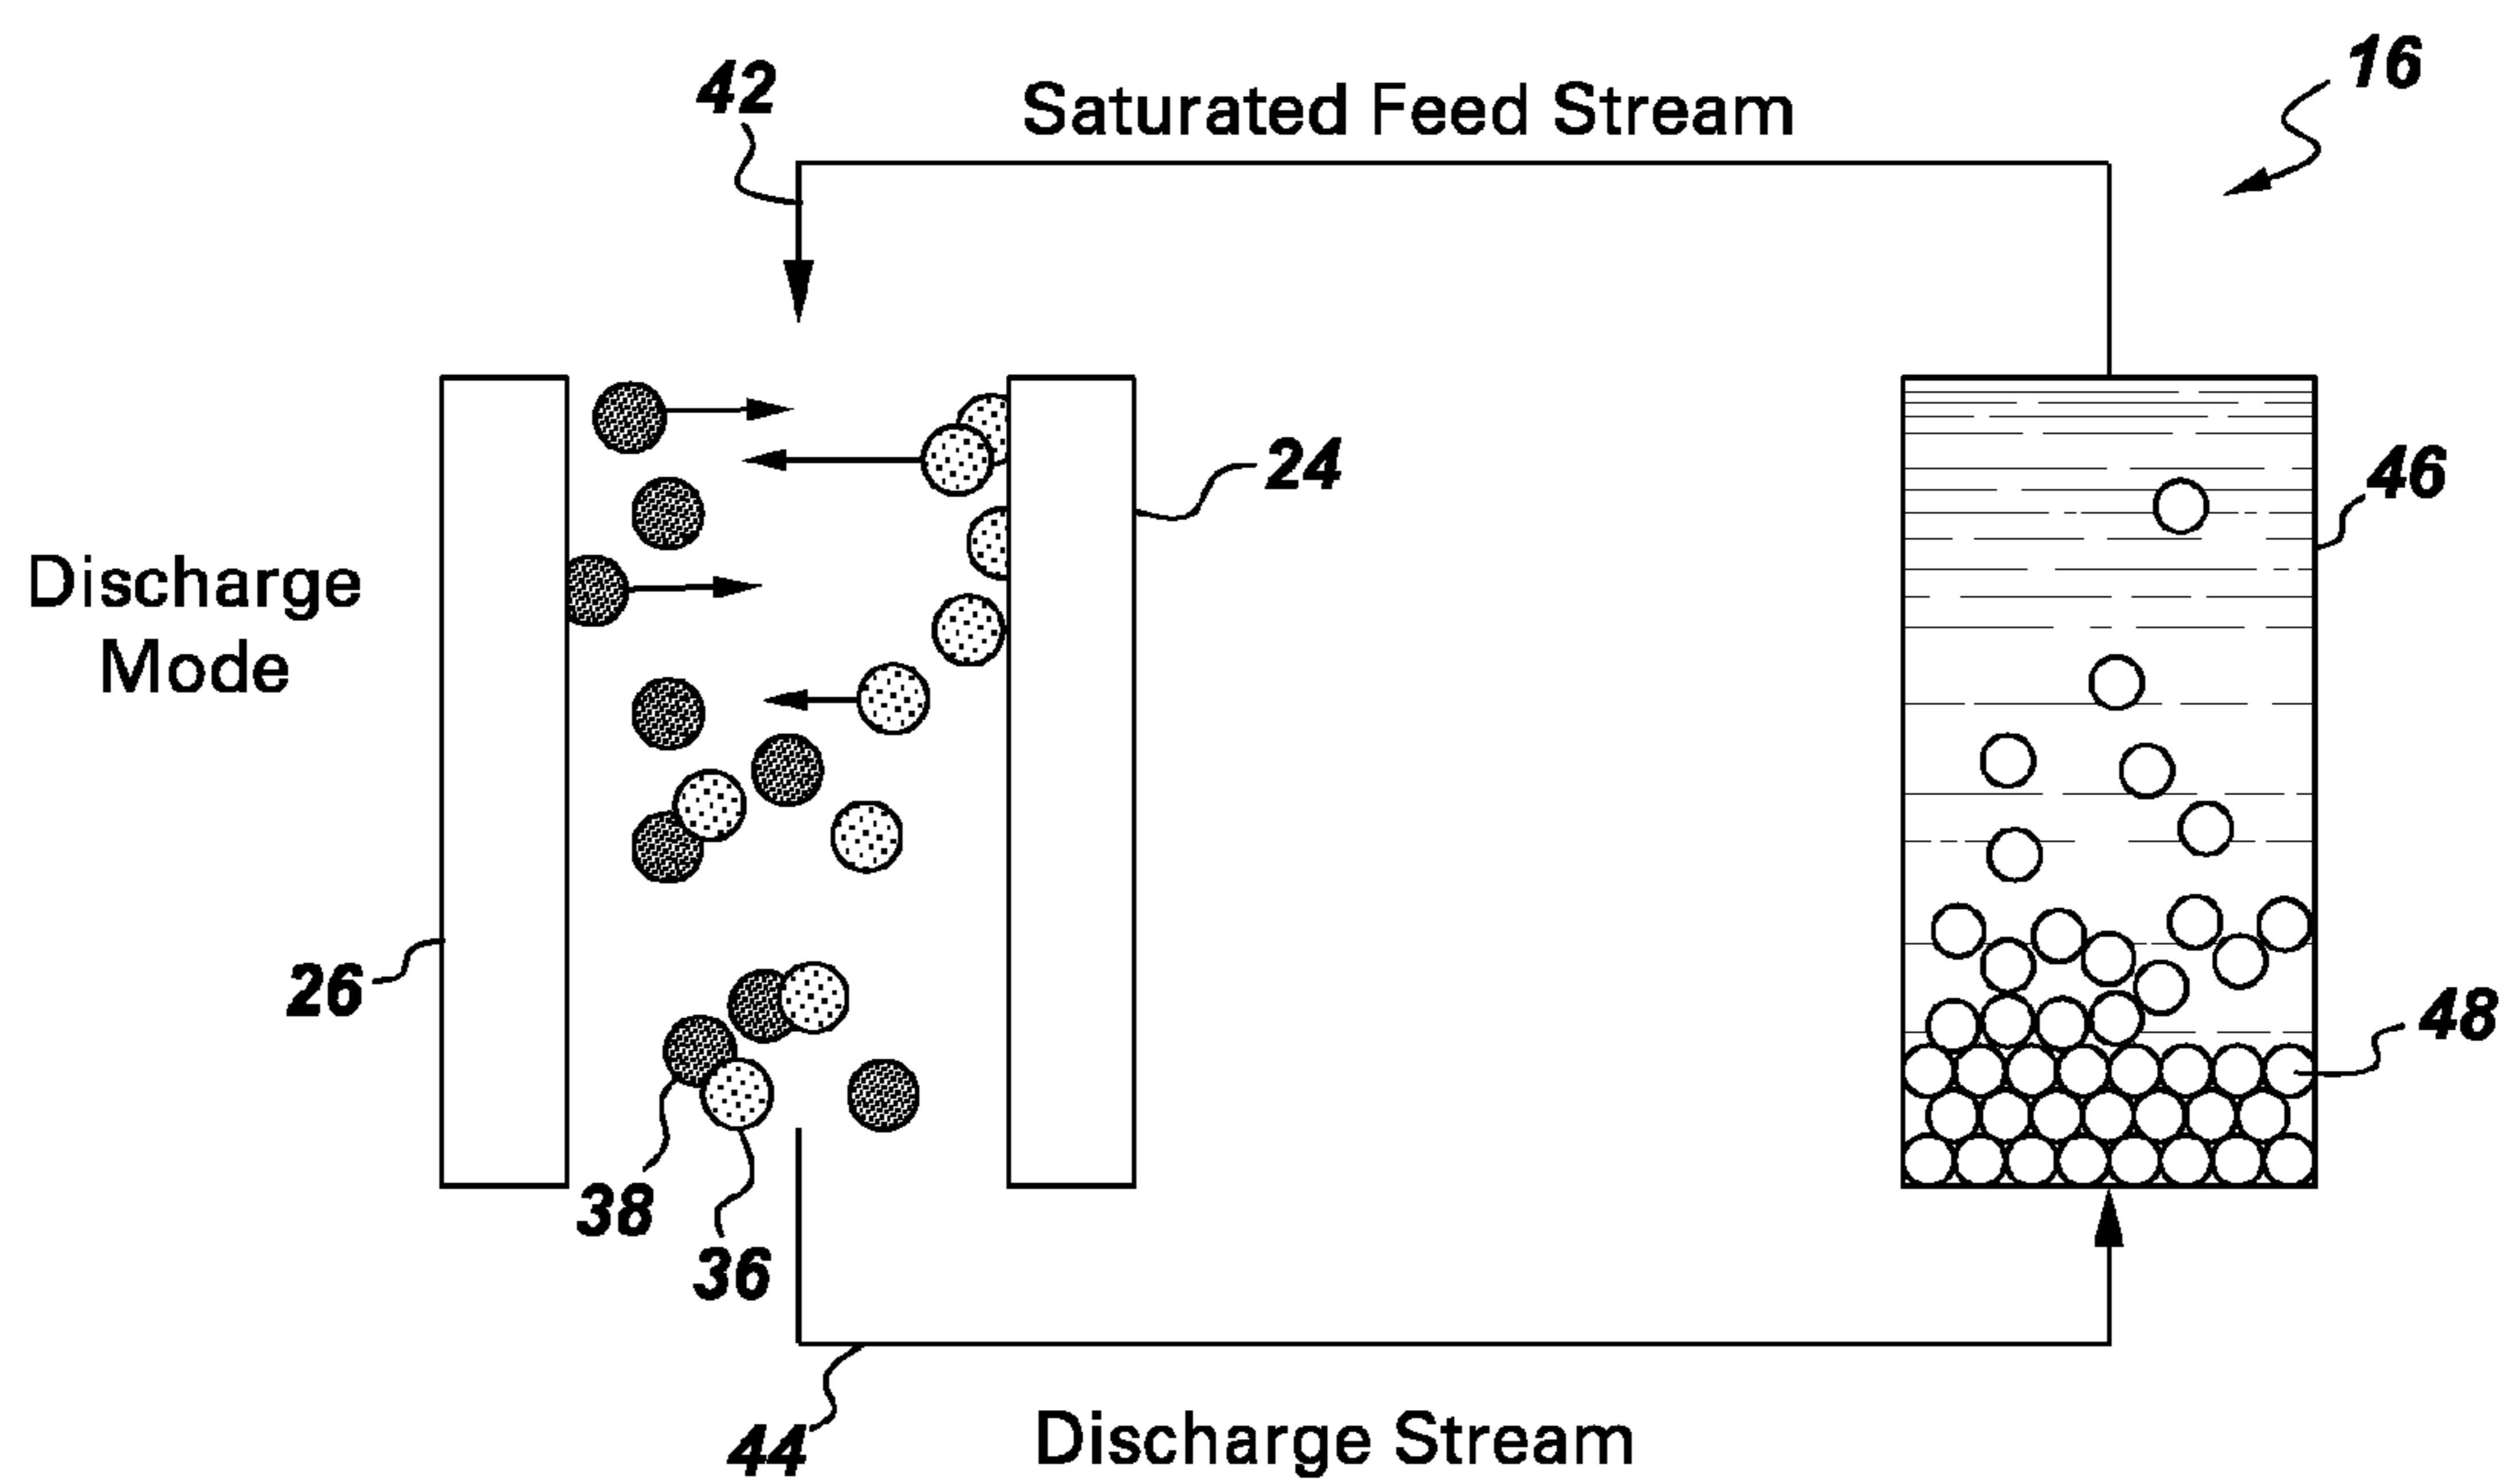 42
Saturated Feed Stream
16
24
46
Discharge
Mode
26
48
38
36
44
Discharge Stream